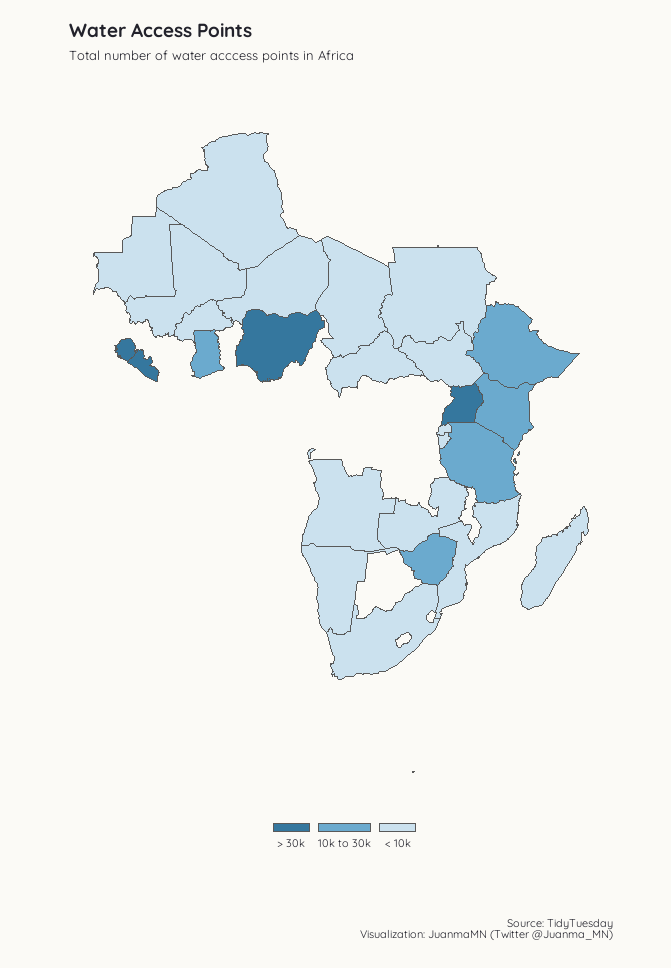 Water Access Points
Total number of water acccess points in Africa
> 30k 10k to 30k < 10k
Source: TidyTuesday
Visualization: JuanmaMN (Twitter @Juanma_MN)